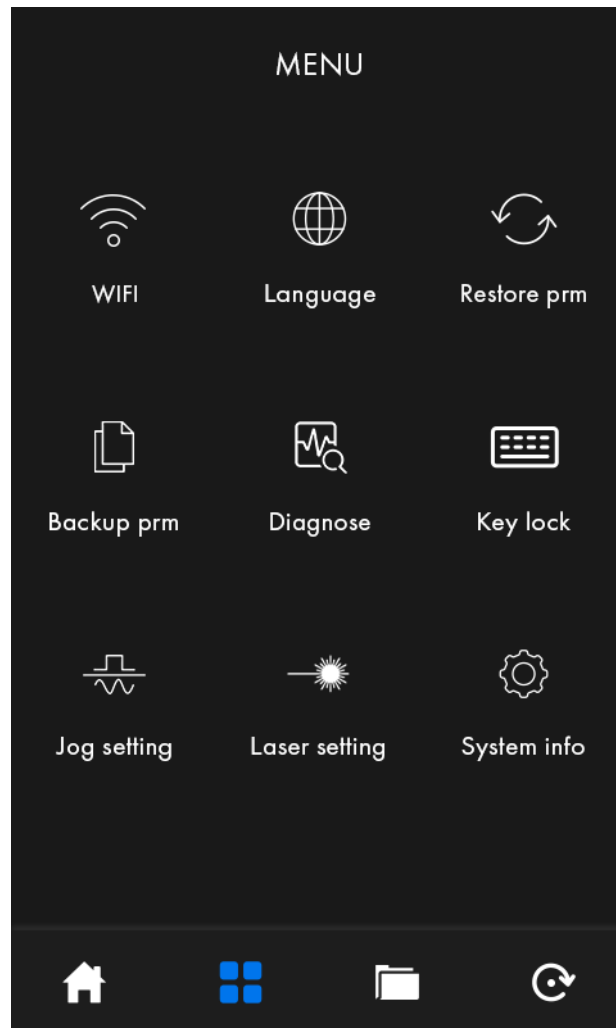 MENU
WIFI
Language
Restore prm
Backup prm
Diagnose
Key lock
Jog setting
Laser setting
System info